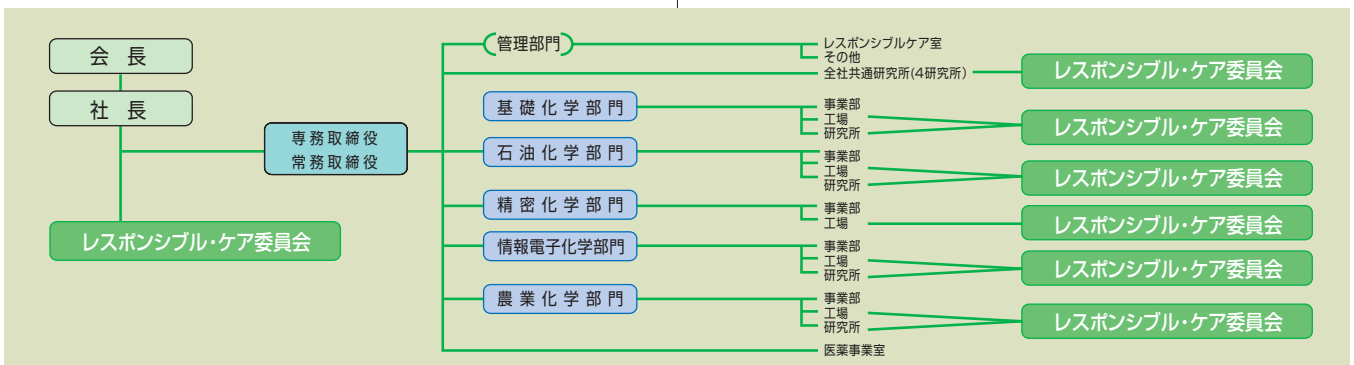 会長
社長
専務取締役
常務取締役
レスポンシブル・ケア委員会
管理部門
レスポンシブルケア室
その他
全社共通研究所(4研究所)
レスポンシブル・ケア委員会
基礎化学部門
事業部
工場
研究所
レスポンシブル・ケア委員会
石油化学部門
事業部
工場
研究所
レスポンシブル・ケア委員会
精密化学部門
事業部
工場
レスポンシブル・ケア委員会
情報電子化学部門
事業部
工場
研究所
レスポンシブル・ケア委員会
農業化学部門
事業部
工場
研究所
レスポンシブル・ケア委員会
医薬事業室